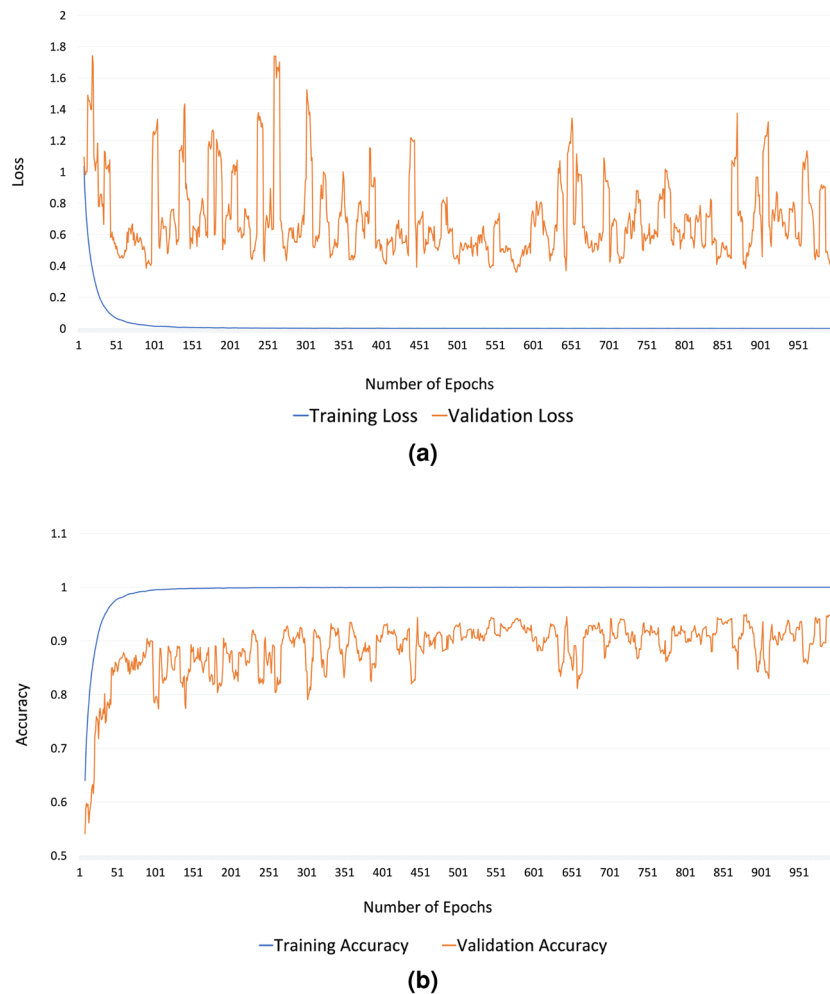 2
1.8
1.6
1.4
1.2
1
0.8
0.6
0.4
0.2
0
Loss
1 51 101 151 201 251 301 351 401 451 501 551 601 651 701 751 801 851 901 951
Number of Epochs
Training Loss Validation Loss
(a)
1.1
1
0.9
0.8
0.7
0.6
0.5
Accuracy
1 51 101 151 201 251 301 351 401 451 501 551 601 651 701 751 801 851 901 951
Number of Epochs
Training Accuracy Validation Accuracy
(b)